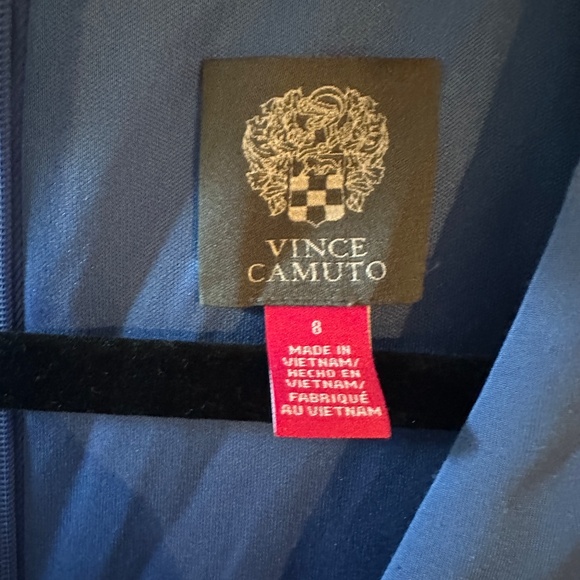 VINCE
CAMUTO
8
MADE IN
VIETNAM/
HECHO EN
VIETNAM/
FABRIQUÉ
AU VIETNAM